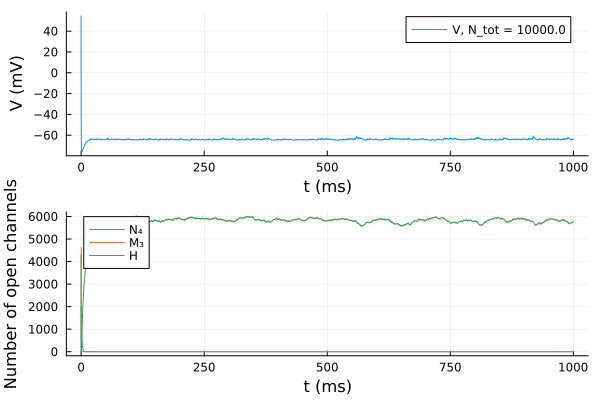 V (mV)
40
20
0
−20
−40
−60
V, N_tot = 10000.0
0
250
500
750
1000
t (ms)
Number of open channels
6000
5000
4000
3000
2000
1000
0
N₄
M₃
H
0
250
500
750
1000
t (ms)